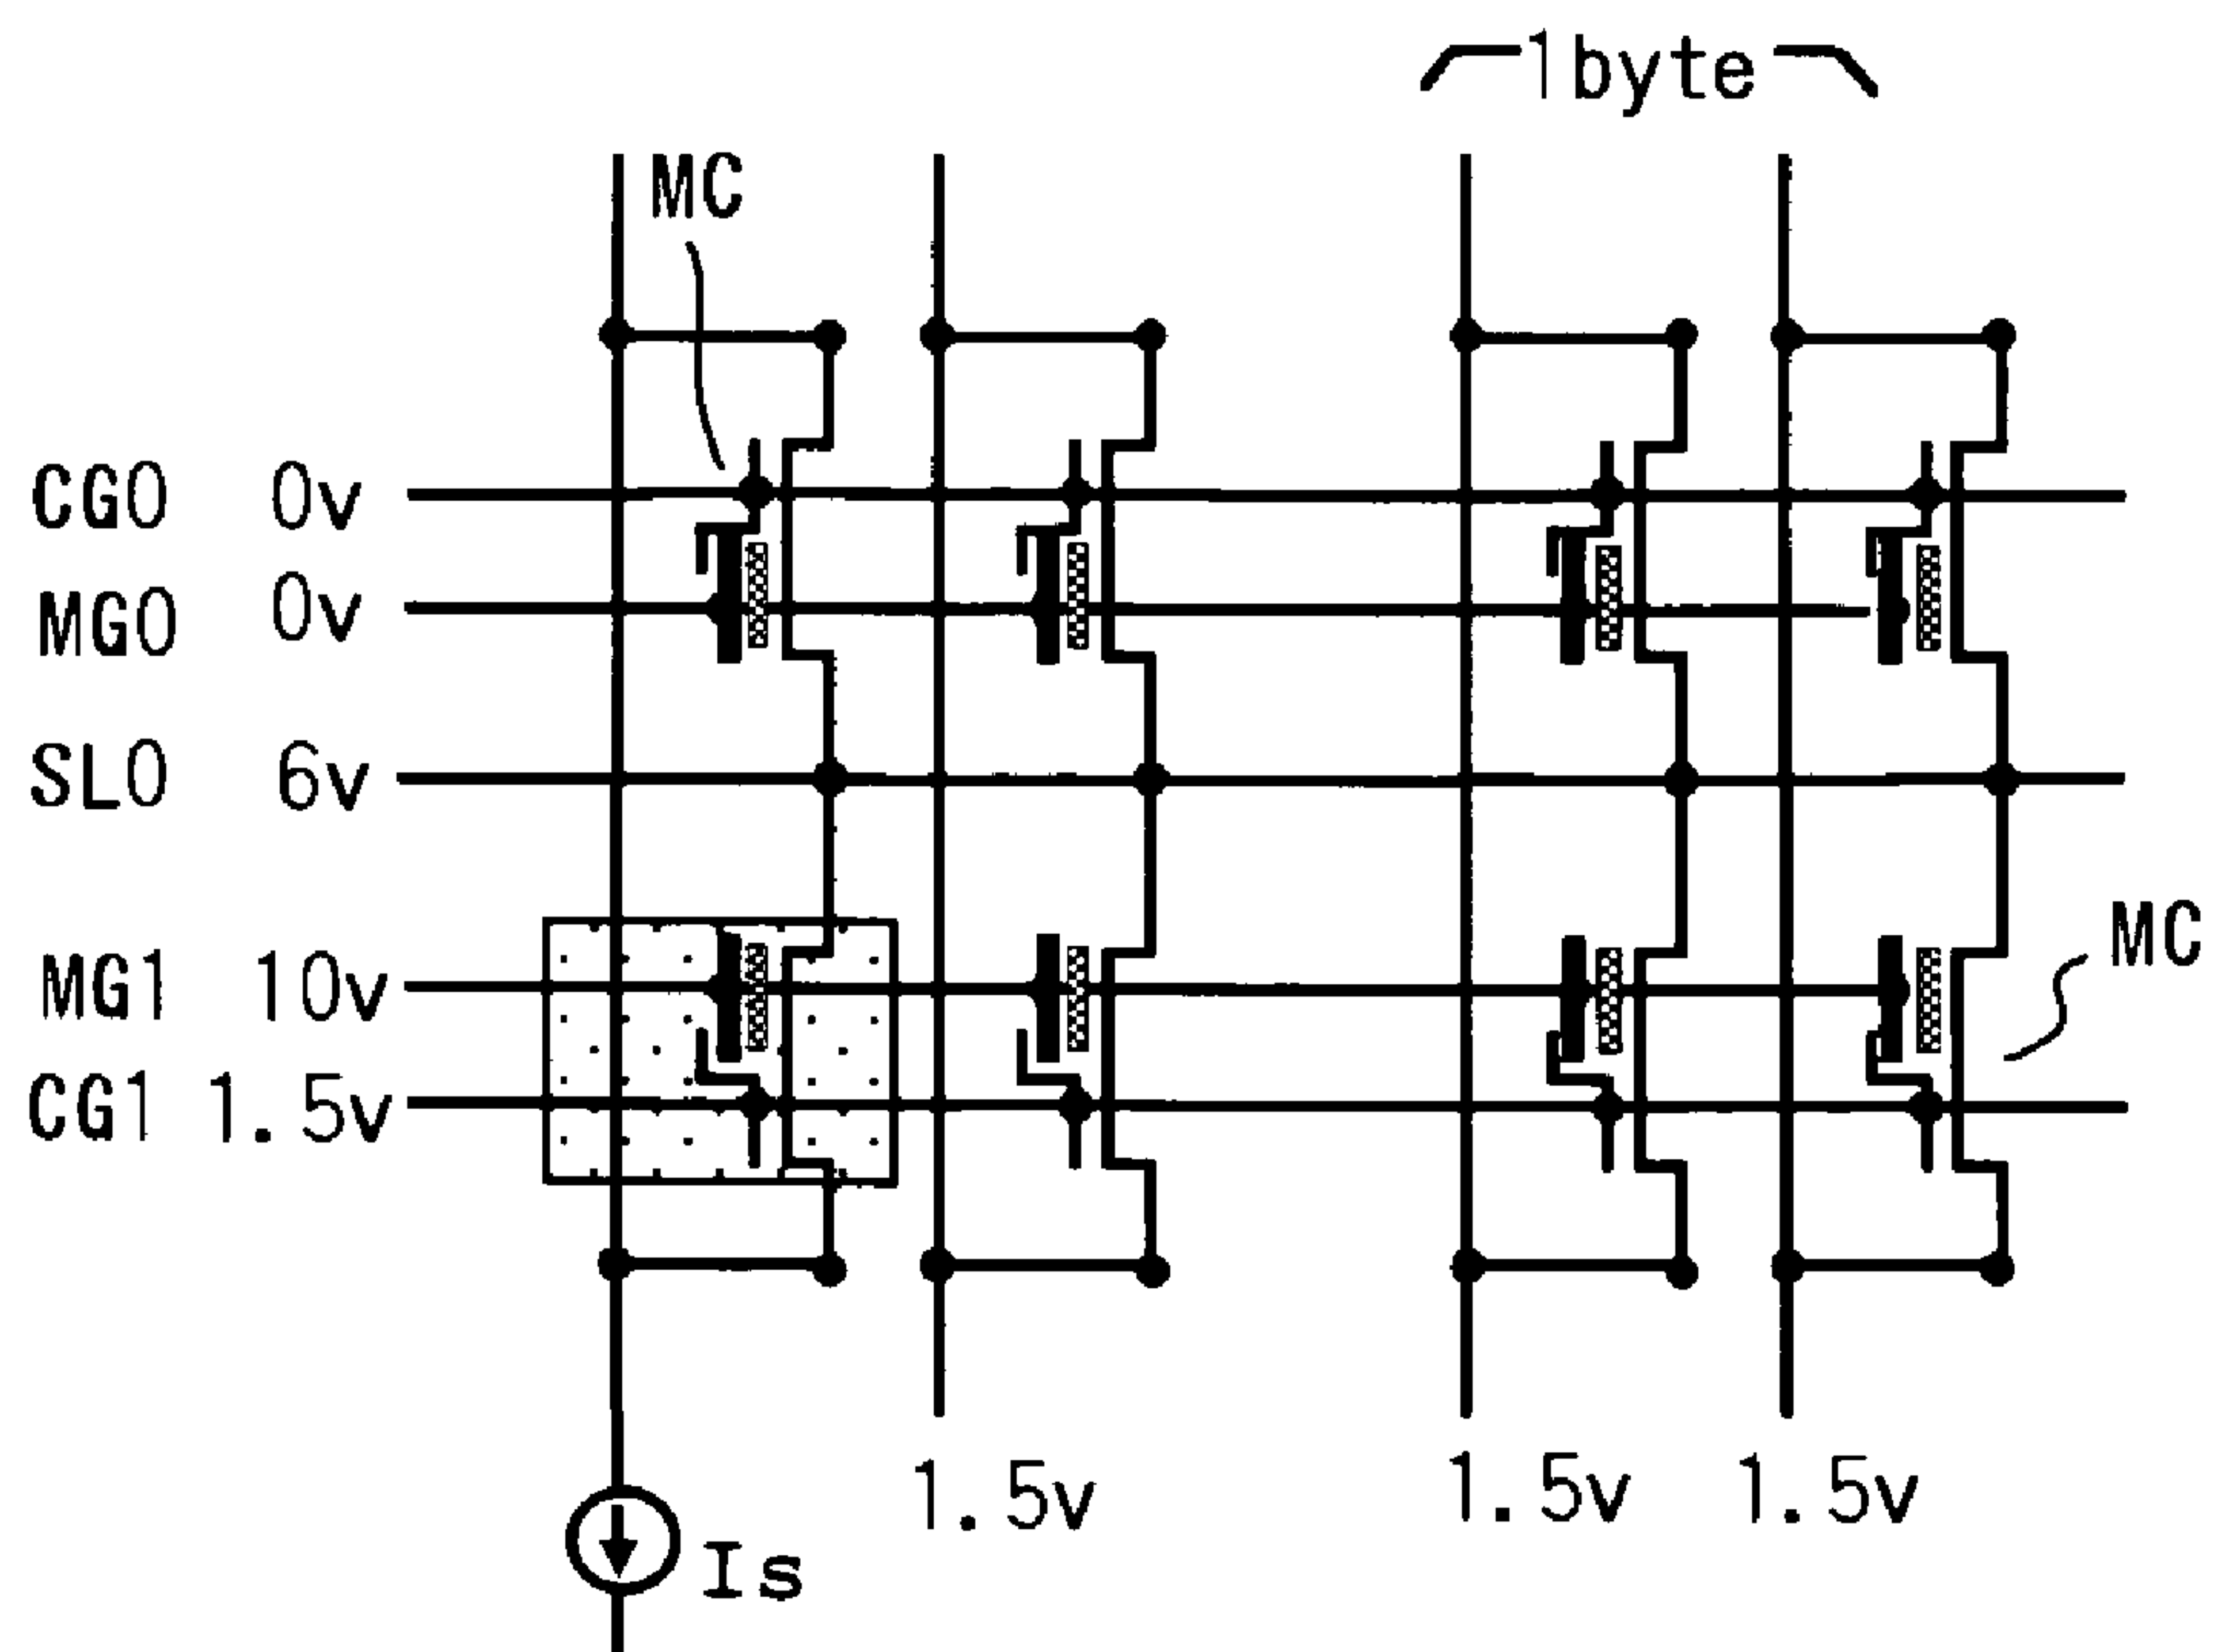 1byte
MC
CG0 0v
MG0 0v
SL0 6v
MG1 10v
MC
CG1 1.5v
1.5v 1.5v 1.5v
Is